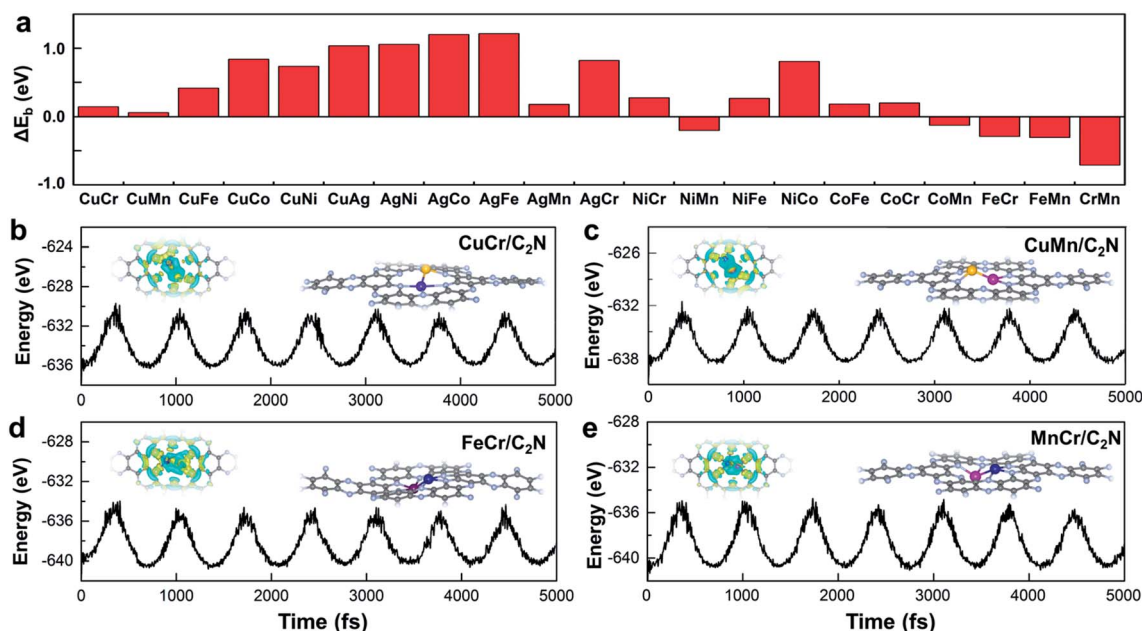 a
1.0
0.0
-1.0
ΔE_b (eV)
CuCr CuMn CuFe CuCo CuNi CuAg AgNi AgCo AgFe AgMn AgCr NiCr NiMn NiFe NiCo CoFe CoCr CoMn FeCr FeMn CrMn
b
CuCr/C₂N
-624
-628
-632
-636
Energy (eV)
0 1000 2000 3000 4000 5000
c
CuMn/C₂N
-626
-632
-638
Energy (eV)
0 1000 2000 3000 4000 5000
d
FeCr/C₂N
-628
-632
-636
-640
Energy (eV)
0 1000 2000 3000 4000 5000
Time (fs)
e
MnCr/C₂N
-628
-632
-636
-640
Energy (eV)
0 1000 2000 3000 4000 5000
Time (fs)